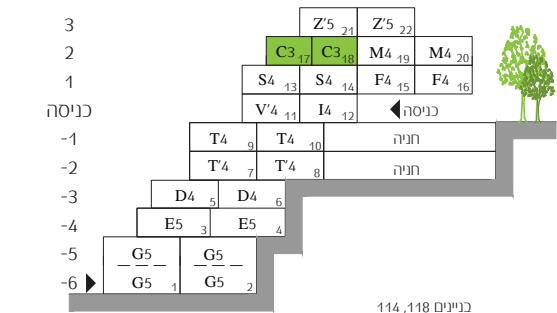 3 Z'5 21 Z'5 22
2 C3 17 C3 18 M4 19 M4 20
1 S4 13 S4 14 F4 15 F4 16
כניסה V'4 11 I4 12 כניסה
-1 T4 9 T4 10 חניה
-2 T'4 7 T'4 8 חניה
-3 D4 5 D4 6
-4 E5 3 E5 4
-5 G5 G5
-6 G5 1 G5 2
בניינים 118, 114